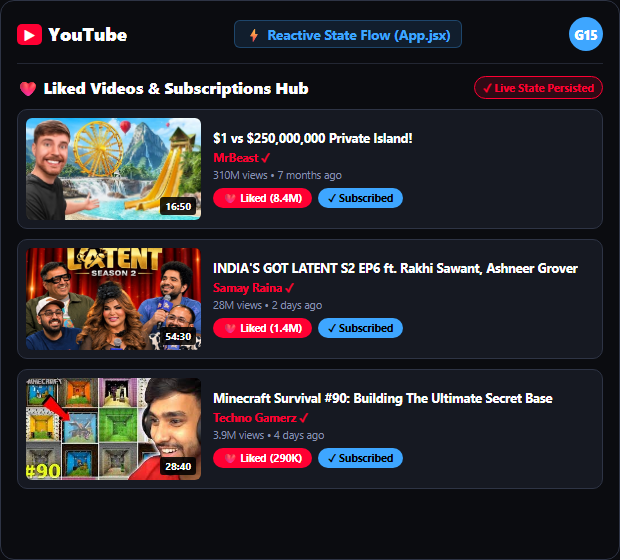 YouTube
⚡ Reactive State Flow (App.jsx)
G15
💖 Liked Videos & Subscriptions Hub
✓ Live State Persisted
16:50
$1 vs $250,000,000 Private Island!
MrBeast ✓
310M views • 7 months ago
💖 Liked (8.4M)
✓ Subscribed
LATENT
SEASON 2
54:30
INDIA'S GOT LATENT S2 EP6 ft. Rakhi Sawant, Ashneer Grover
Samay Raina ✓
28M views • 2 days ago
💖 Liked (1.4M)
✓ Subscribed
MINECRAFT
#90
28:40
Minecraft Survival #90: Building The Ultimate Secret Base
Techno Gamerz ✓
3.9M views • 4 days ago
💖 Liked (290K)
✓ Subscribed